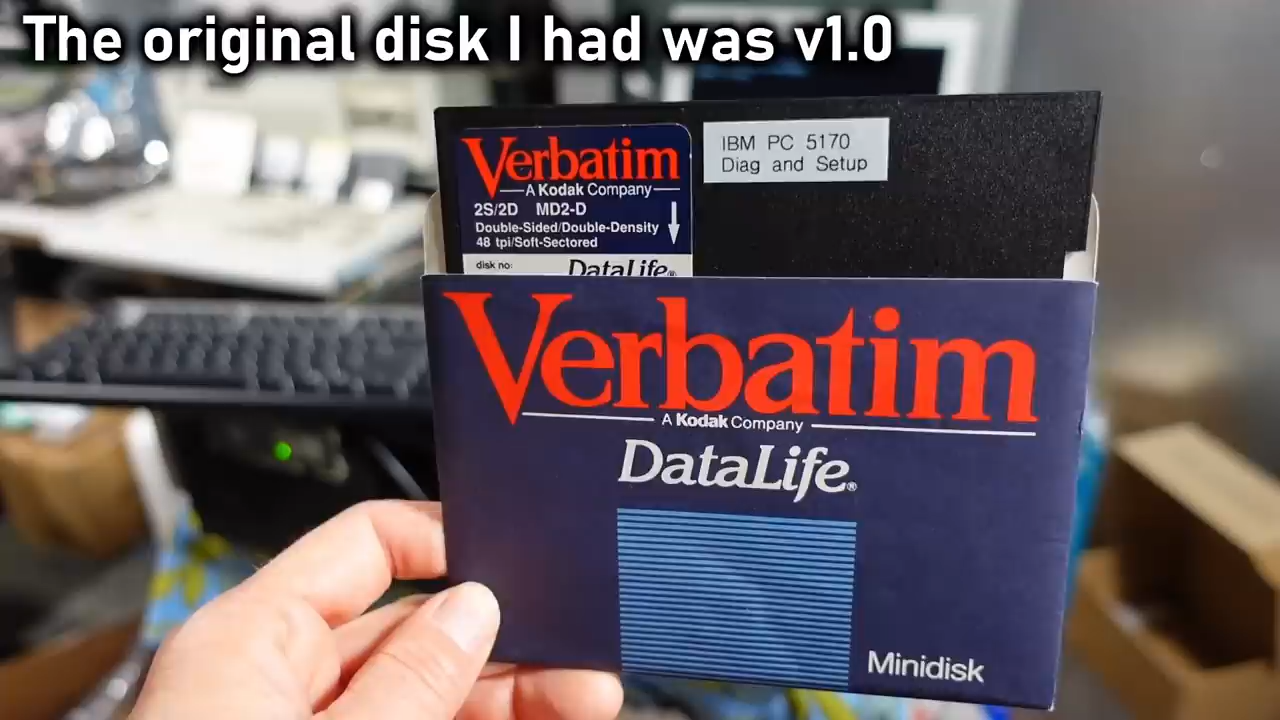 The original disk I had was v1.0
Verbatim
A Kodak Company
2S/2D MD2-D
Double-Sided/Double-Density
48 tpi/Soft-Sectored
disk no:
DataLife®
IBM PC 5170
Diag and Setup
Verbatim
A Kodak Company
DataLife®
Minidisk